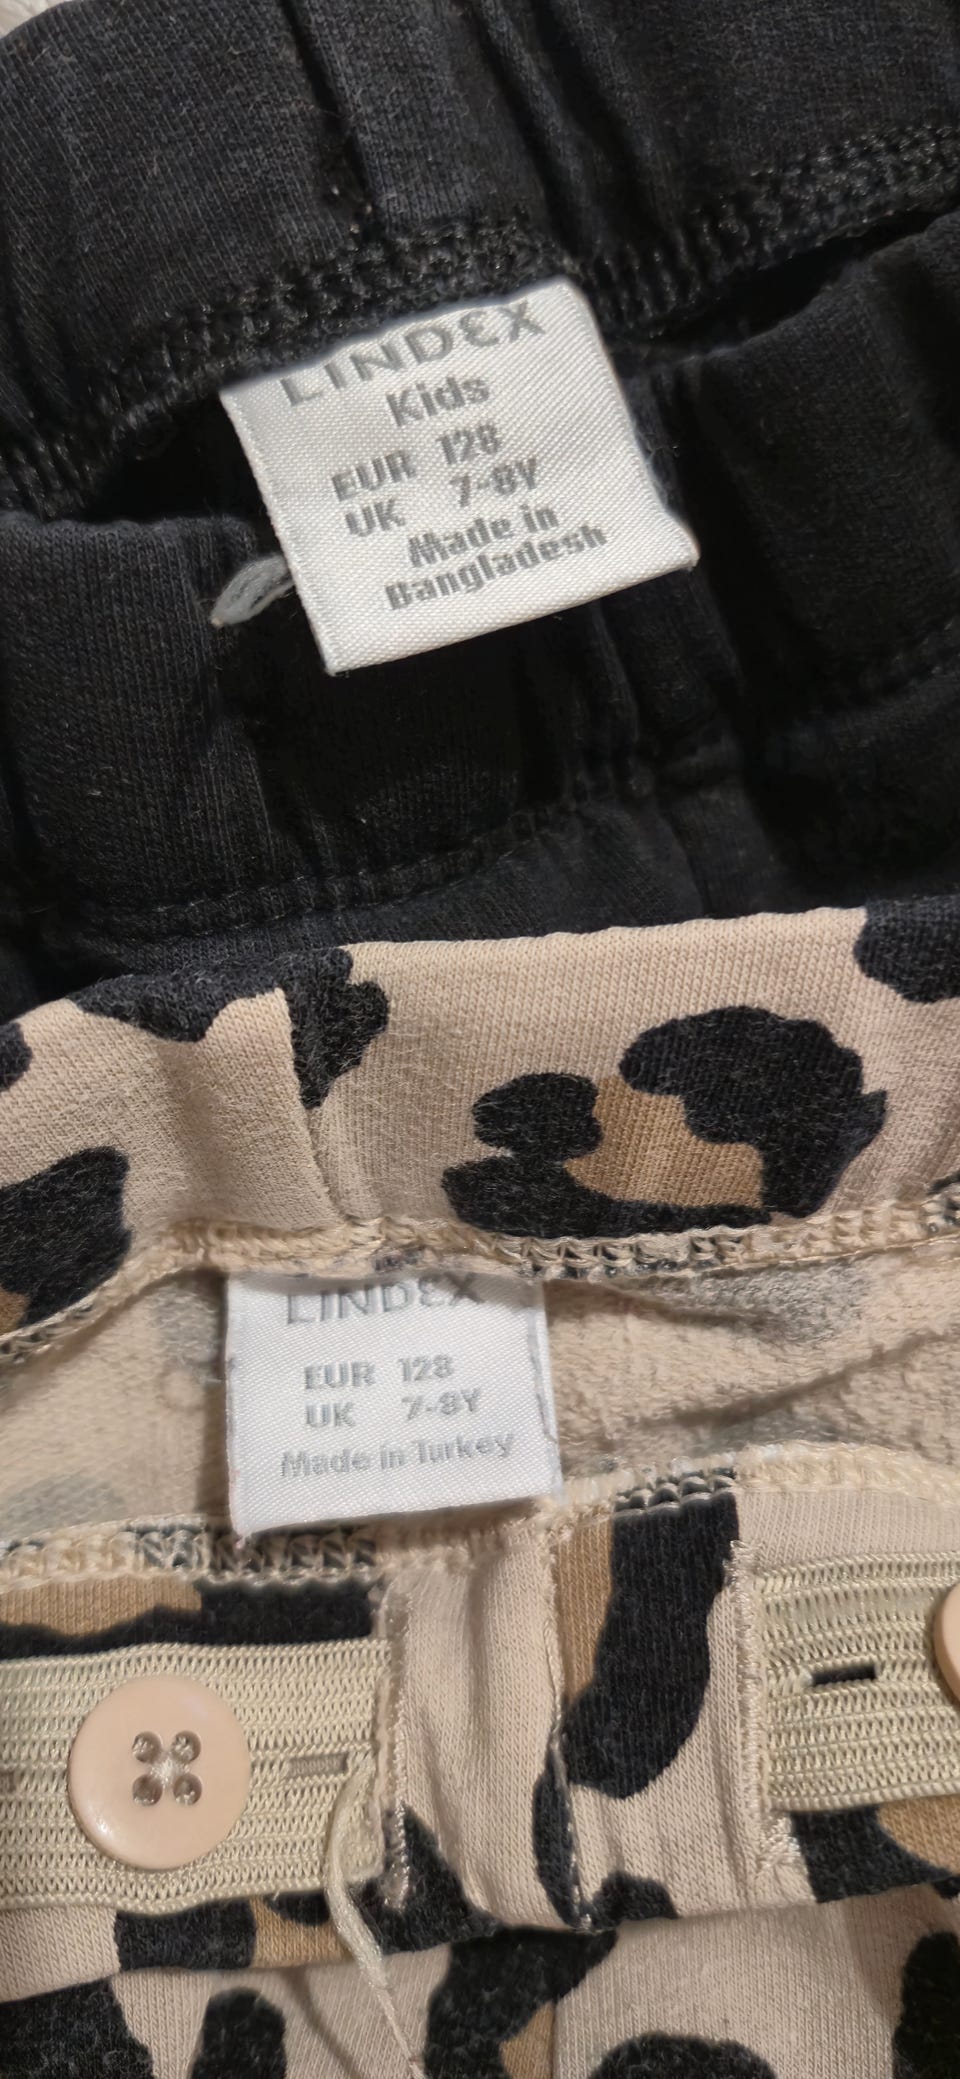 LINDEX
Kids
EUR 128
UK 7-8Y
Made in
Bangladesh
LINDEX
EUR 128
UK 7-8Y
Made in Turkey